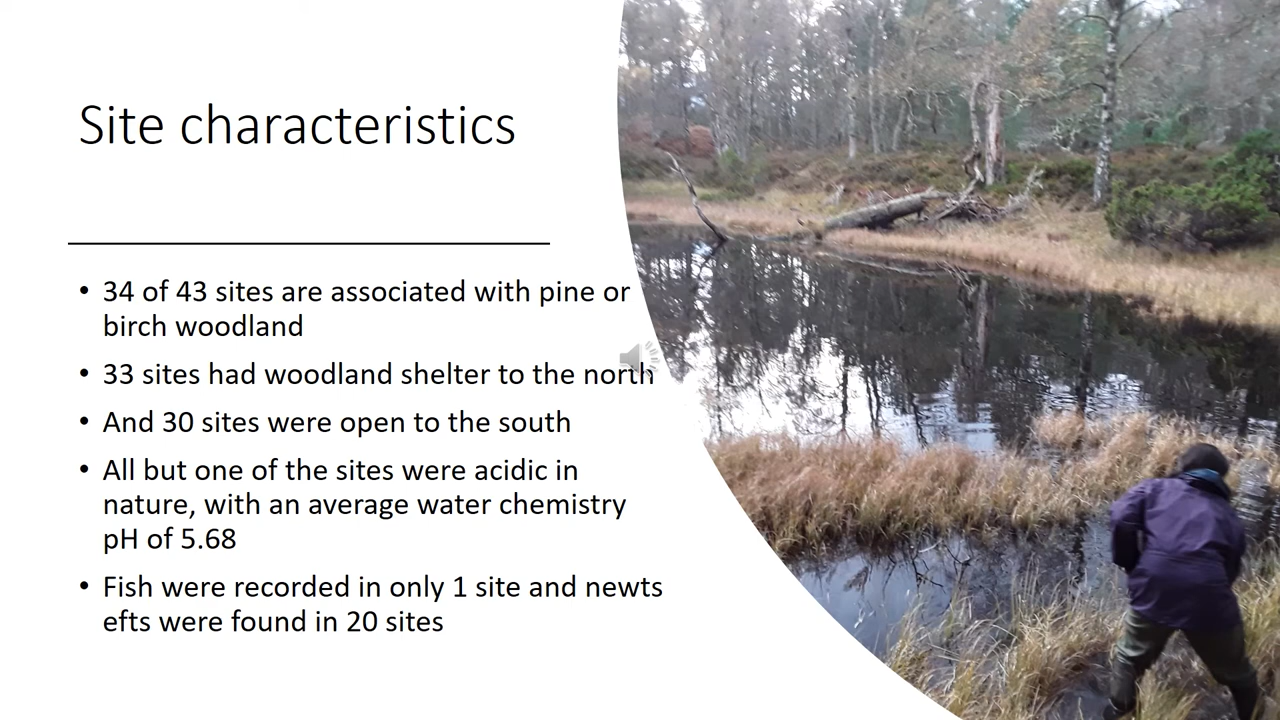 Site characteristics
• 34 of 43 sites are associated with pine or
birch woodland
• 33 sites had woodland shelter to the north
• And 30 sites were open to the south
• All but one of the sites were acidic in
nature, with an average water chemistry
pH of 5.68
• Fish were recorded in only 1 site and newts
efts were found in 20 sites